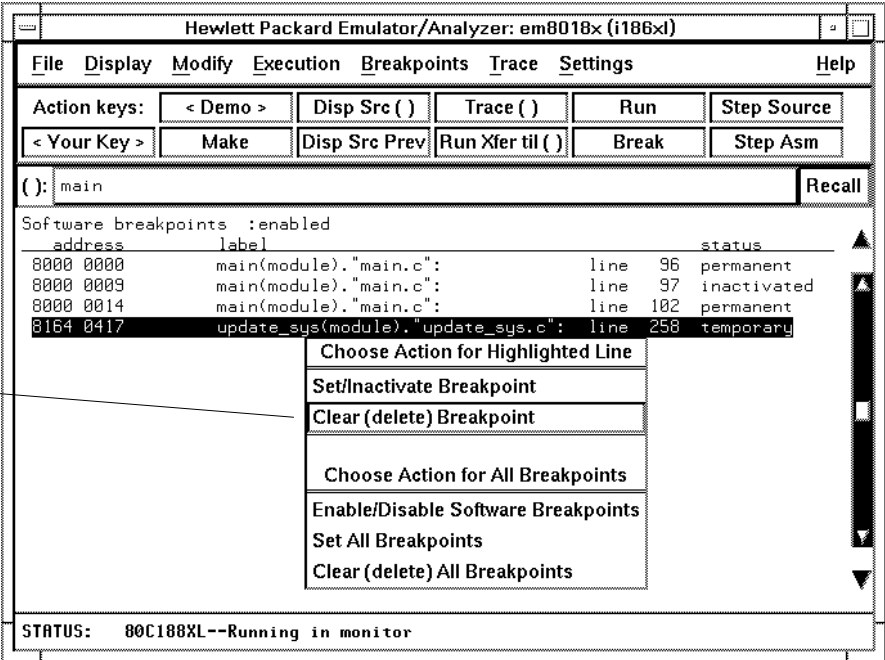 Hewlett Packard Emulator/Analyzer: em8018x (i186xl)
File Display Modify Execution Breakpoints Trace Settings Help
Action keys: < Demo > Disp Src ( ) Trace ( ) Run Step Source
< Your Key > Make Disp Src Prev Run Xfer til ( ) Break Step Asm
( ): main Recall
Software breakpoints :enabled
address label status
8000 0000 main(module)."main.c": line 96 permanent
8000 0009 main(module)."main.c": line 97 inactivated
8000 0014 main(module)."main.c": line 102 permanent
8164 0417 update_sys(module)."update_sys.c": line 258 temporary
Choose Action for Highlighted Line
Set/Inactivate Breakpoint
Clear (delete) Breakpoint
Choose Action for All Breakpoints
Enable/Disable Software Breakpoints
Set All Breakpoints
Clear (delete) All Breakpoints
STATUS: 80C188XL--Running in monitor